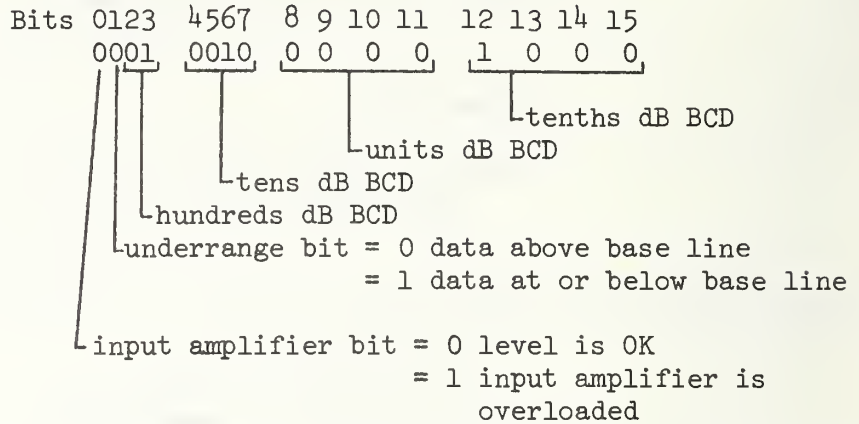 Bits 0123 4567 8 9 10 11 12 13 14 15
0001 0010 0 0 0 0 1 0 0 0
tenths dB BCD
units dB BCD
tens dB BCD
hundreds dB BCD
underrange bit = 0 data above base line
= 1 data at or below base line
input amplifier bit = 0 level is OK
= 1 input amplifier is
overloaded